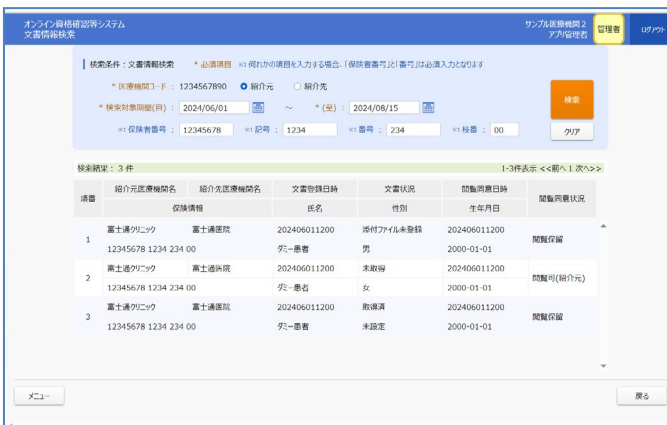 オンライン資格確認等システム
文書情報検索
サンプル医療機関2
アプリ管理者
管理者
ログアウト
検索条件：文書情報検索 * 必須項目 ※1 何れかの項目を入力する場合、「保険者番号」と「番号」は必須入力となります
* 医療機関コード： 1234567890 紹介元 紹介先
* 検索対象期間(自)： 2024/06/01 ～ * (至)： 2024/08/15
※1 保険者番号： 12345678 ※1 記号： 1234 ※1 番号： 234 ※1 枝番： 00
検索
クリア
検索結果： 3 件 1-3件表示 <<前へ 1 次へ>>
項番 紹介元医療機関名 紹介先医療機関名 文書登録日時 文書状況 閲覧同意日時 閲覧同意状況
保険情報 氏名 性別 生年月日
1 富士通クリニック 富士通医院 202406011200 添付ファイル未登録 202406011200 閲覧保留
12345678 1234 234 00 ダミー患者 男 2000-01-01
2 富士通クリニック 富士通医院 202406011200 未取得 202406011200 閲覧可(紹介元)
12345678 1234 234 00 ダミー患者 女 2000-01-01
3 富士通クリニック 富士通医院 202406011200 取得済 202406011200 閲覧保留
12345678 1234 234 00 ダミー患者 未設定 2000-01-01
メニュー
戻る